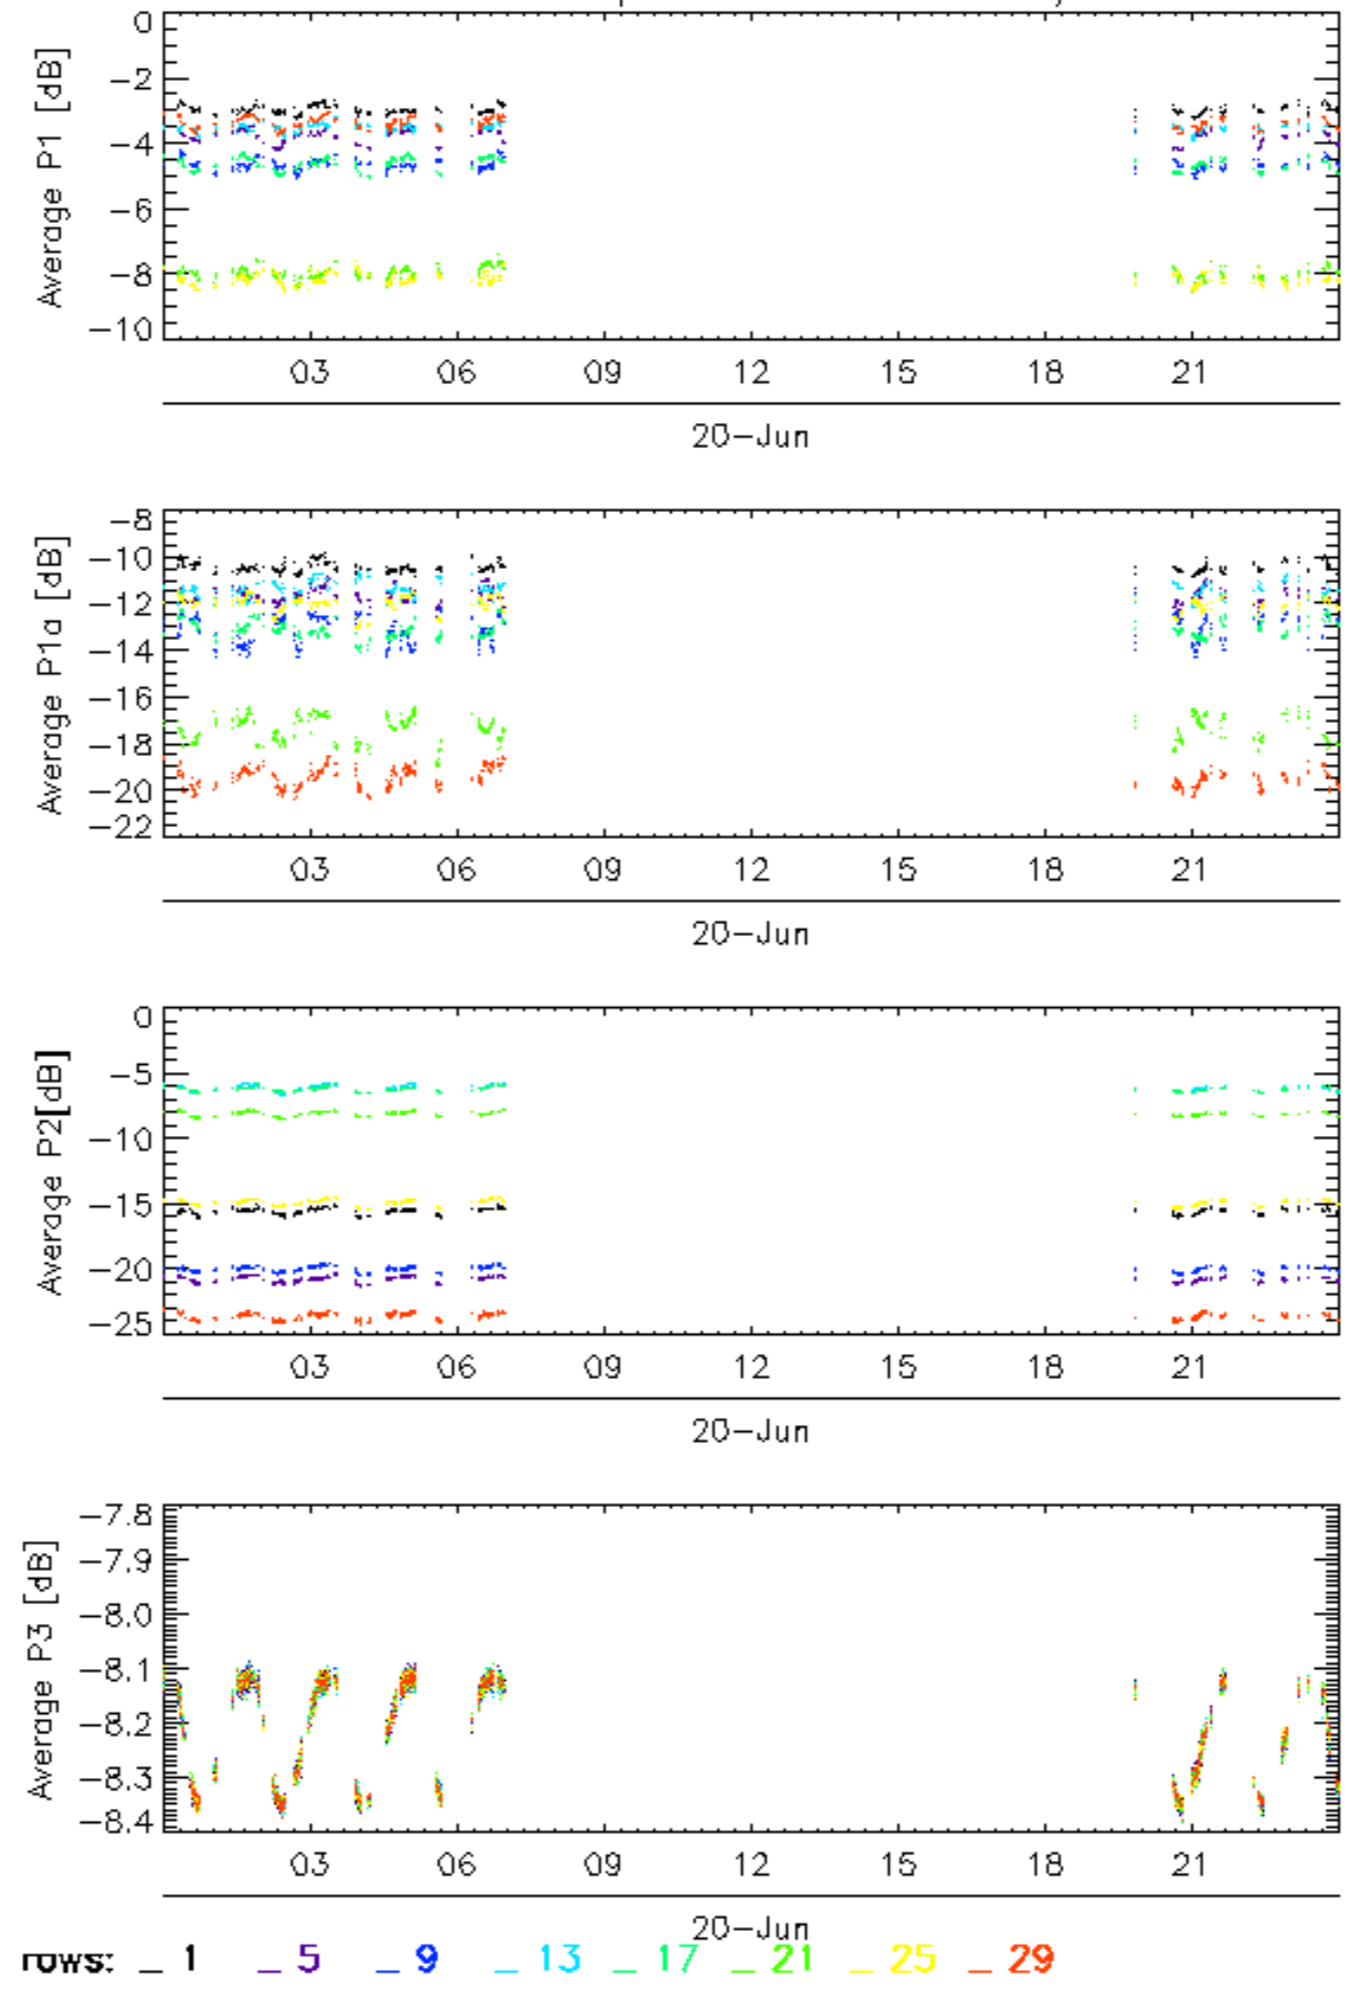 0
−2
−4
−6
−8
−10
Average P1 [dB]
03 06 09 12 15 18 21
20−Jun
−8
−10
−12
−14
−16
−18
−20
−22
Average P1a [dB]
03 06 09 12 15 18 21
20−Jun
0
−5
−10
−15
−20
−25
Average P2[dB]
03 06 09 12 15 18 21
20−Jun
−7.8
−7.9
−8.0
−8.1
−8.2
−8.3
−8.4
Average P3 [dB]
03 06 09 12 15 18 21
20−Jun
rows: _ 1 _ 5 _ 9 _ 13 _ 17 _ 21 _ 25 _ 29